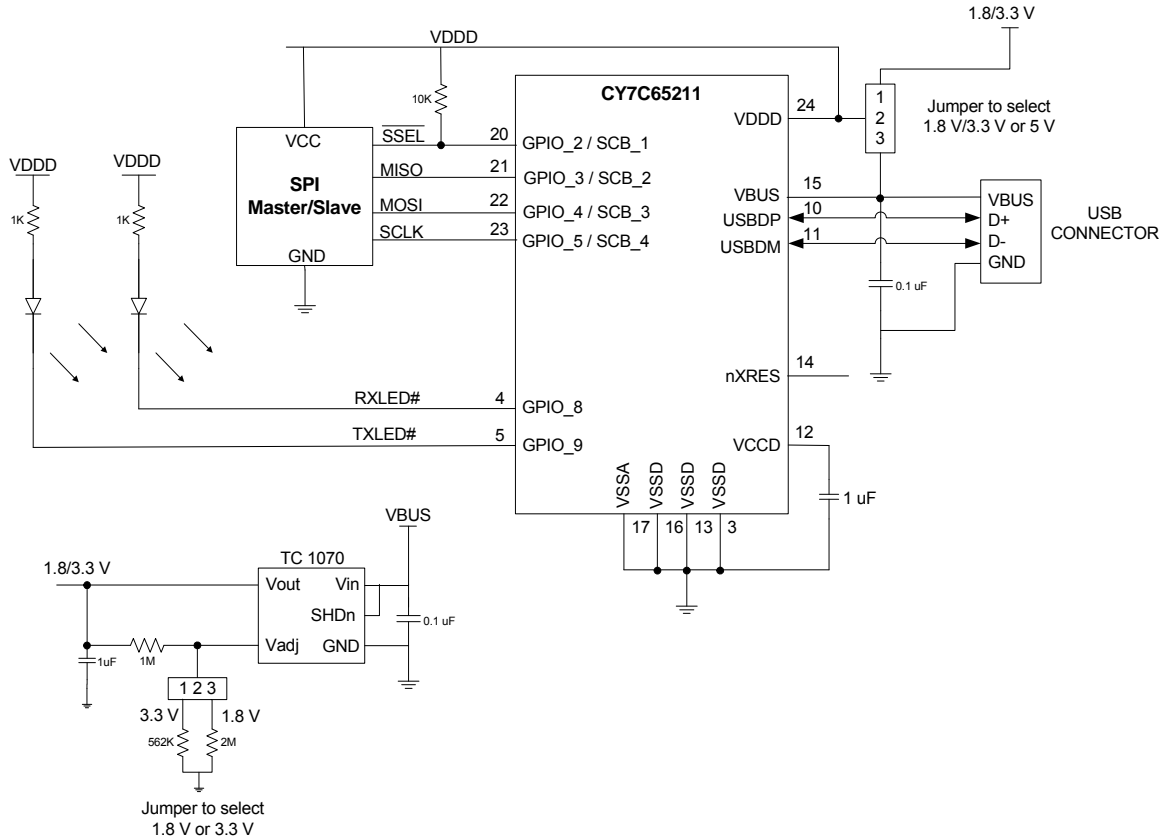 1.8/3.3 V
VDDD
CY7C65211
10K
VDDD
24
1
2
3
Jumper to select
1.8 V/3.3 V or 5 V
VCC
SPI
Master/Slave
GND
SSEL
20
GPIO_2 / SCB_1
MISO
21
GPIO_3 / SCB_2
MOSI
22
GPIO_4 / SCB_3
SCLK
23
GPIO_5 / SCB_4
VDDD
VDDD
1K
1K
VBUS
15
USBDP
10
USBDM
11
VBUS
D+
D-
GND
USB
CONNECTOR
0.1 uF
nXRES
14
RXLED#
4
GPIO_8
TXLED#
5
GPIO_9
VCCD
12
1 uF
VSSA
VSSD
VSSD
VSSD
17
16
13
3
VBUS
TC 1070
1.8/3.3 V
Vout
Vin
SHDn
Vadj
GND
0.1 uF
1uF
1M
1 2 3
3.3 V
1.8 V
562K
2M
Jumper to select
1.8 V or 3.3 V